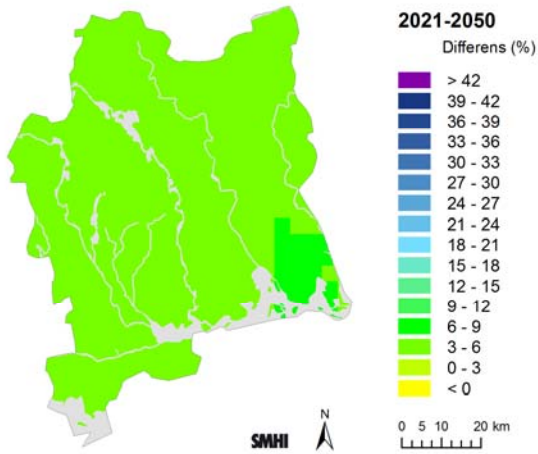 2021-2050
Differens (%)
> 42
39 - 42
36 - 39
33 - 36
30 - 33
27 - 30
24 - 27
21 - 24
18 - 21
15 - 18
12 - 15
9 - 12
6 - 9
3 - 6
0 - 3
< 0
SMHI
N
0 5 10 20 km